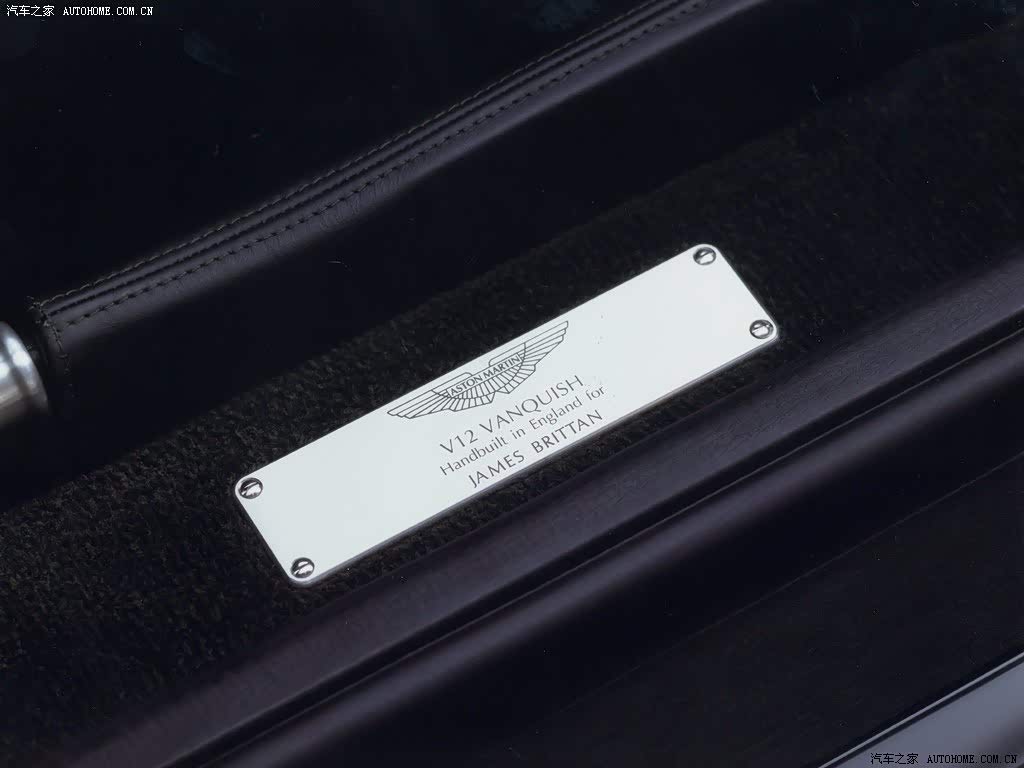 汽车之家 AUTOHOME.COM.CN
ASTON MARTIN
V12 VANQUISH
Handbuilt in England for
JAMES BRITTAN
汽车之家 AUTOHOME.COM.CN